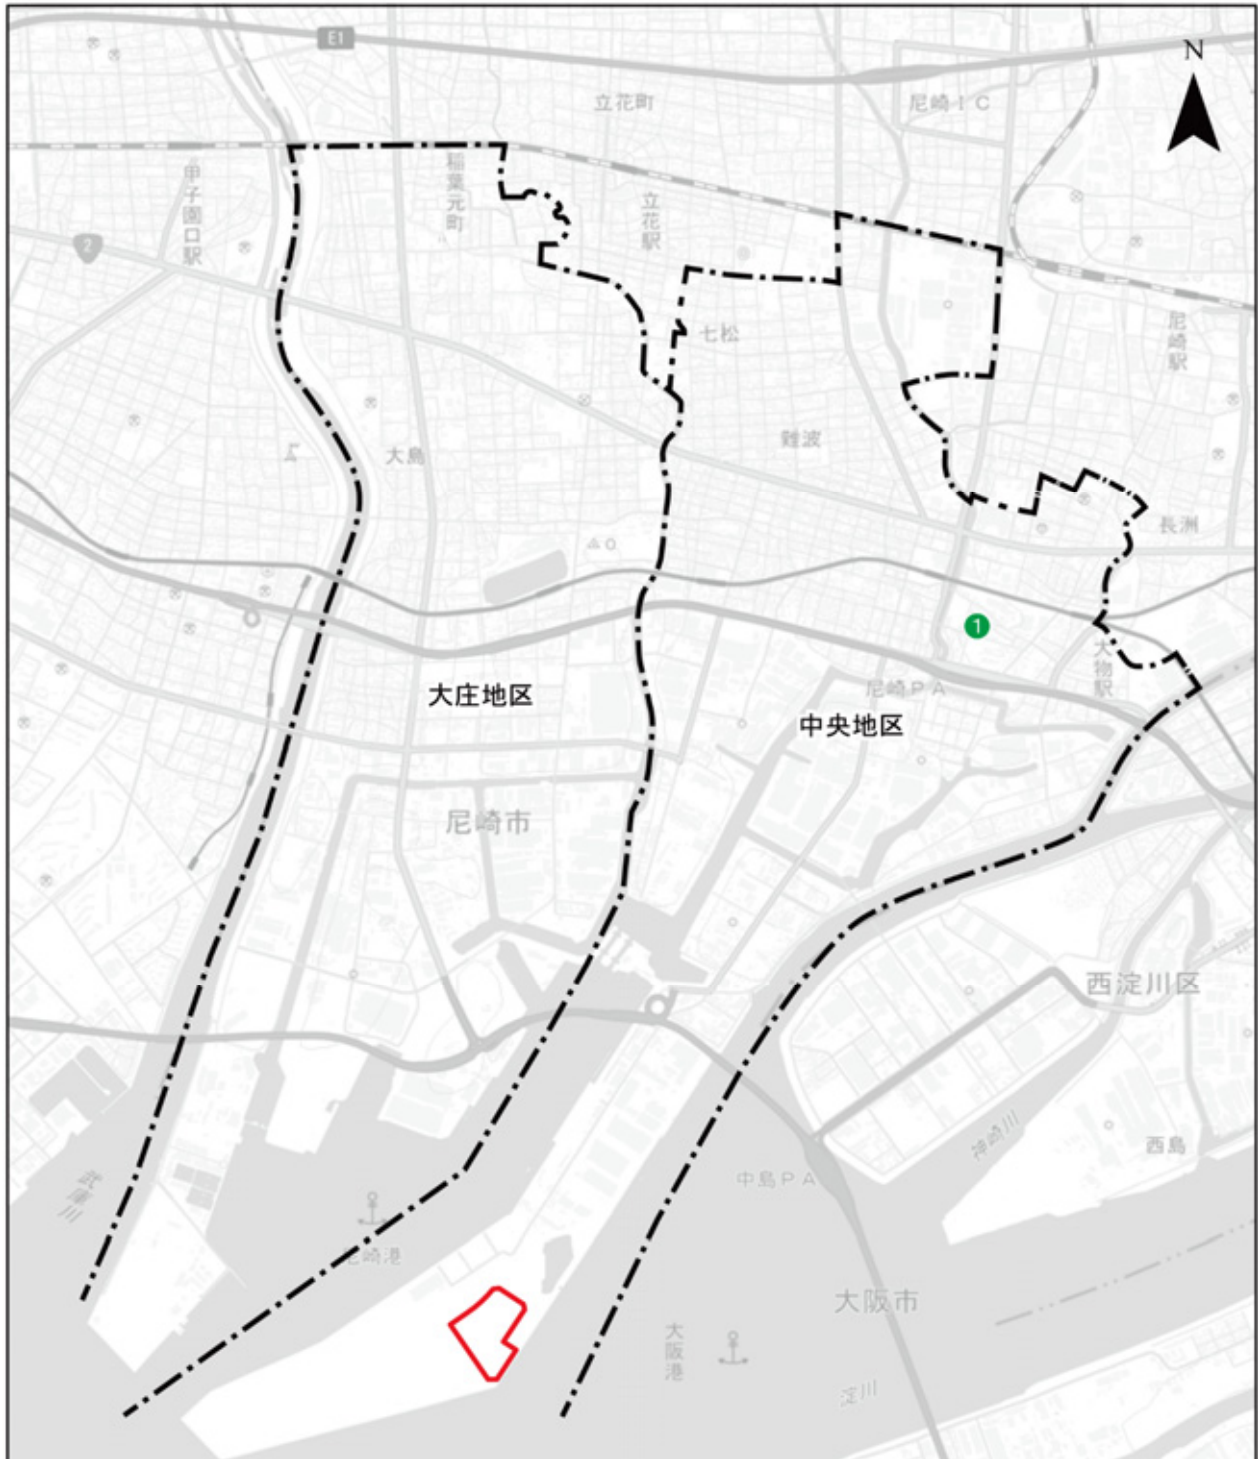 E1
N
立花町
尼崎IC
甲子園口駅
稲葉元町
立花駅
2
七松
尼崎駅
大島
難波
長洲
1
大物駅
大庄地区
尼崎PA
中央地区
尼崎市
西淀川区
神崎川
西島
武庫川
中島PA
尼崎港
大阪市
大阪港
淀川